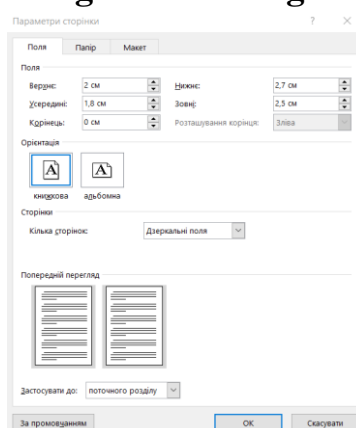 Параметри сторінки ? ×
Поля Папір Макет
Поля
Верхнє: 2 см Нижнє: 2,7 см
Усередині: 1,8 см Зовні: 2,5 см
Корінець: 0 см Розташування корінця: Зліва
Орієнтація
A A
книжкова альбомна
Сторінки
Кілька сторінок: Дзеркальні поля
Попередній перегляд
Застосувати до: поточного розділу
За промовчанням ОК Скасувати